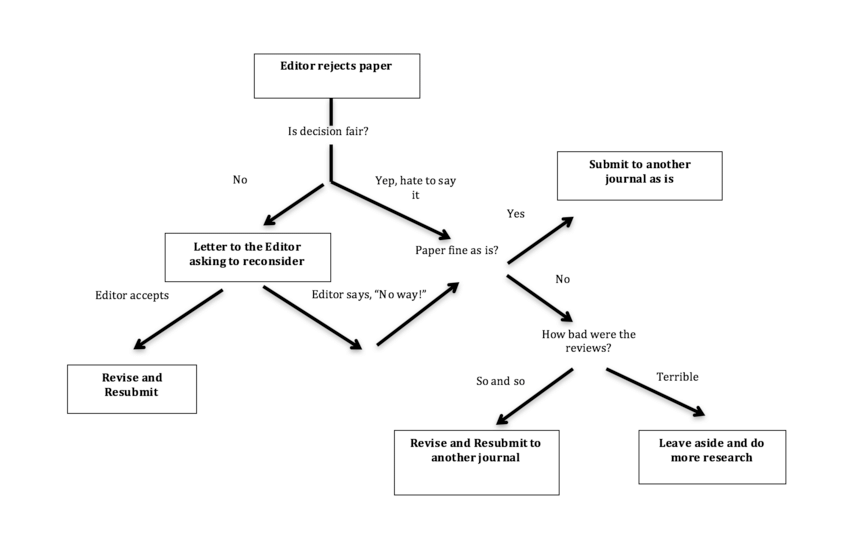 Editor rejects paper
Is decision fair?
No
Yep, hate to say
it
Submit to another
journal as is
Yes
Letter to the Editor
asking to reconsider
Paper fine as is?
No
Editor accepts
Editor says, “No way!”
How bad were the
reviews?
Revise and
Resubmit
So and so
Terrible
Revise and Resubmit to
another journal
Leave aside and do
more research